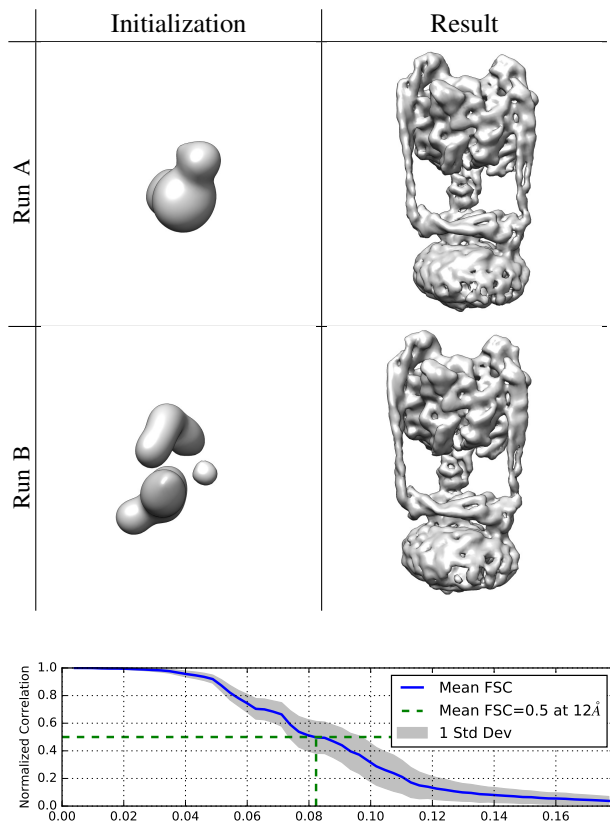 Initialization Result
Run A
Run B
Normalized Correlation
1.0
0.8
0.6
0.4
0.2
0.0
Mean FSC
Mean FSC=0.5 at 12Å
1 Std Dev
0.00 0.02 0.04 0.06 0.08 0.10 0.12 0.14 0.16